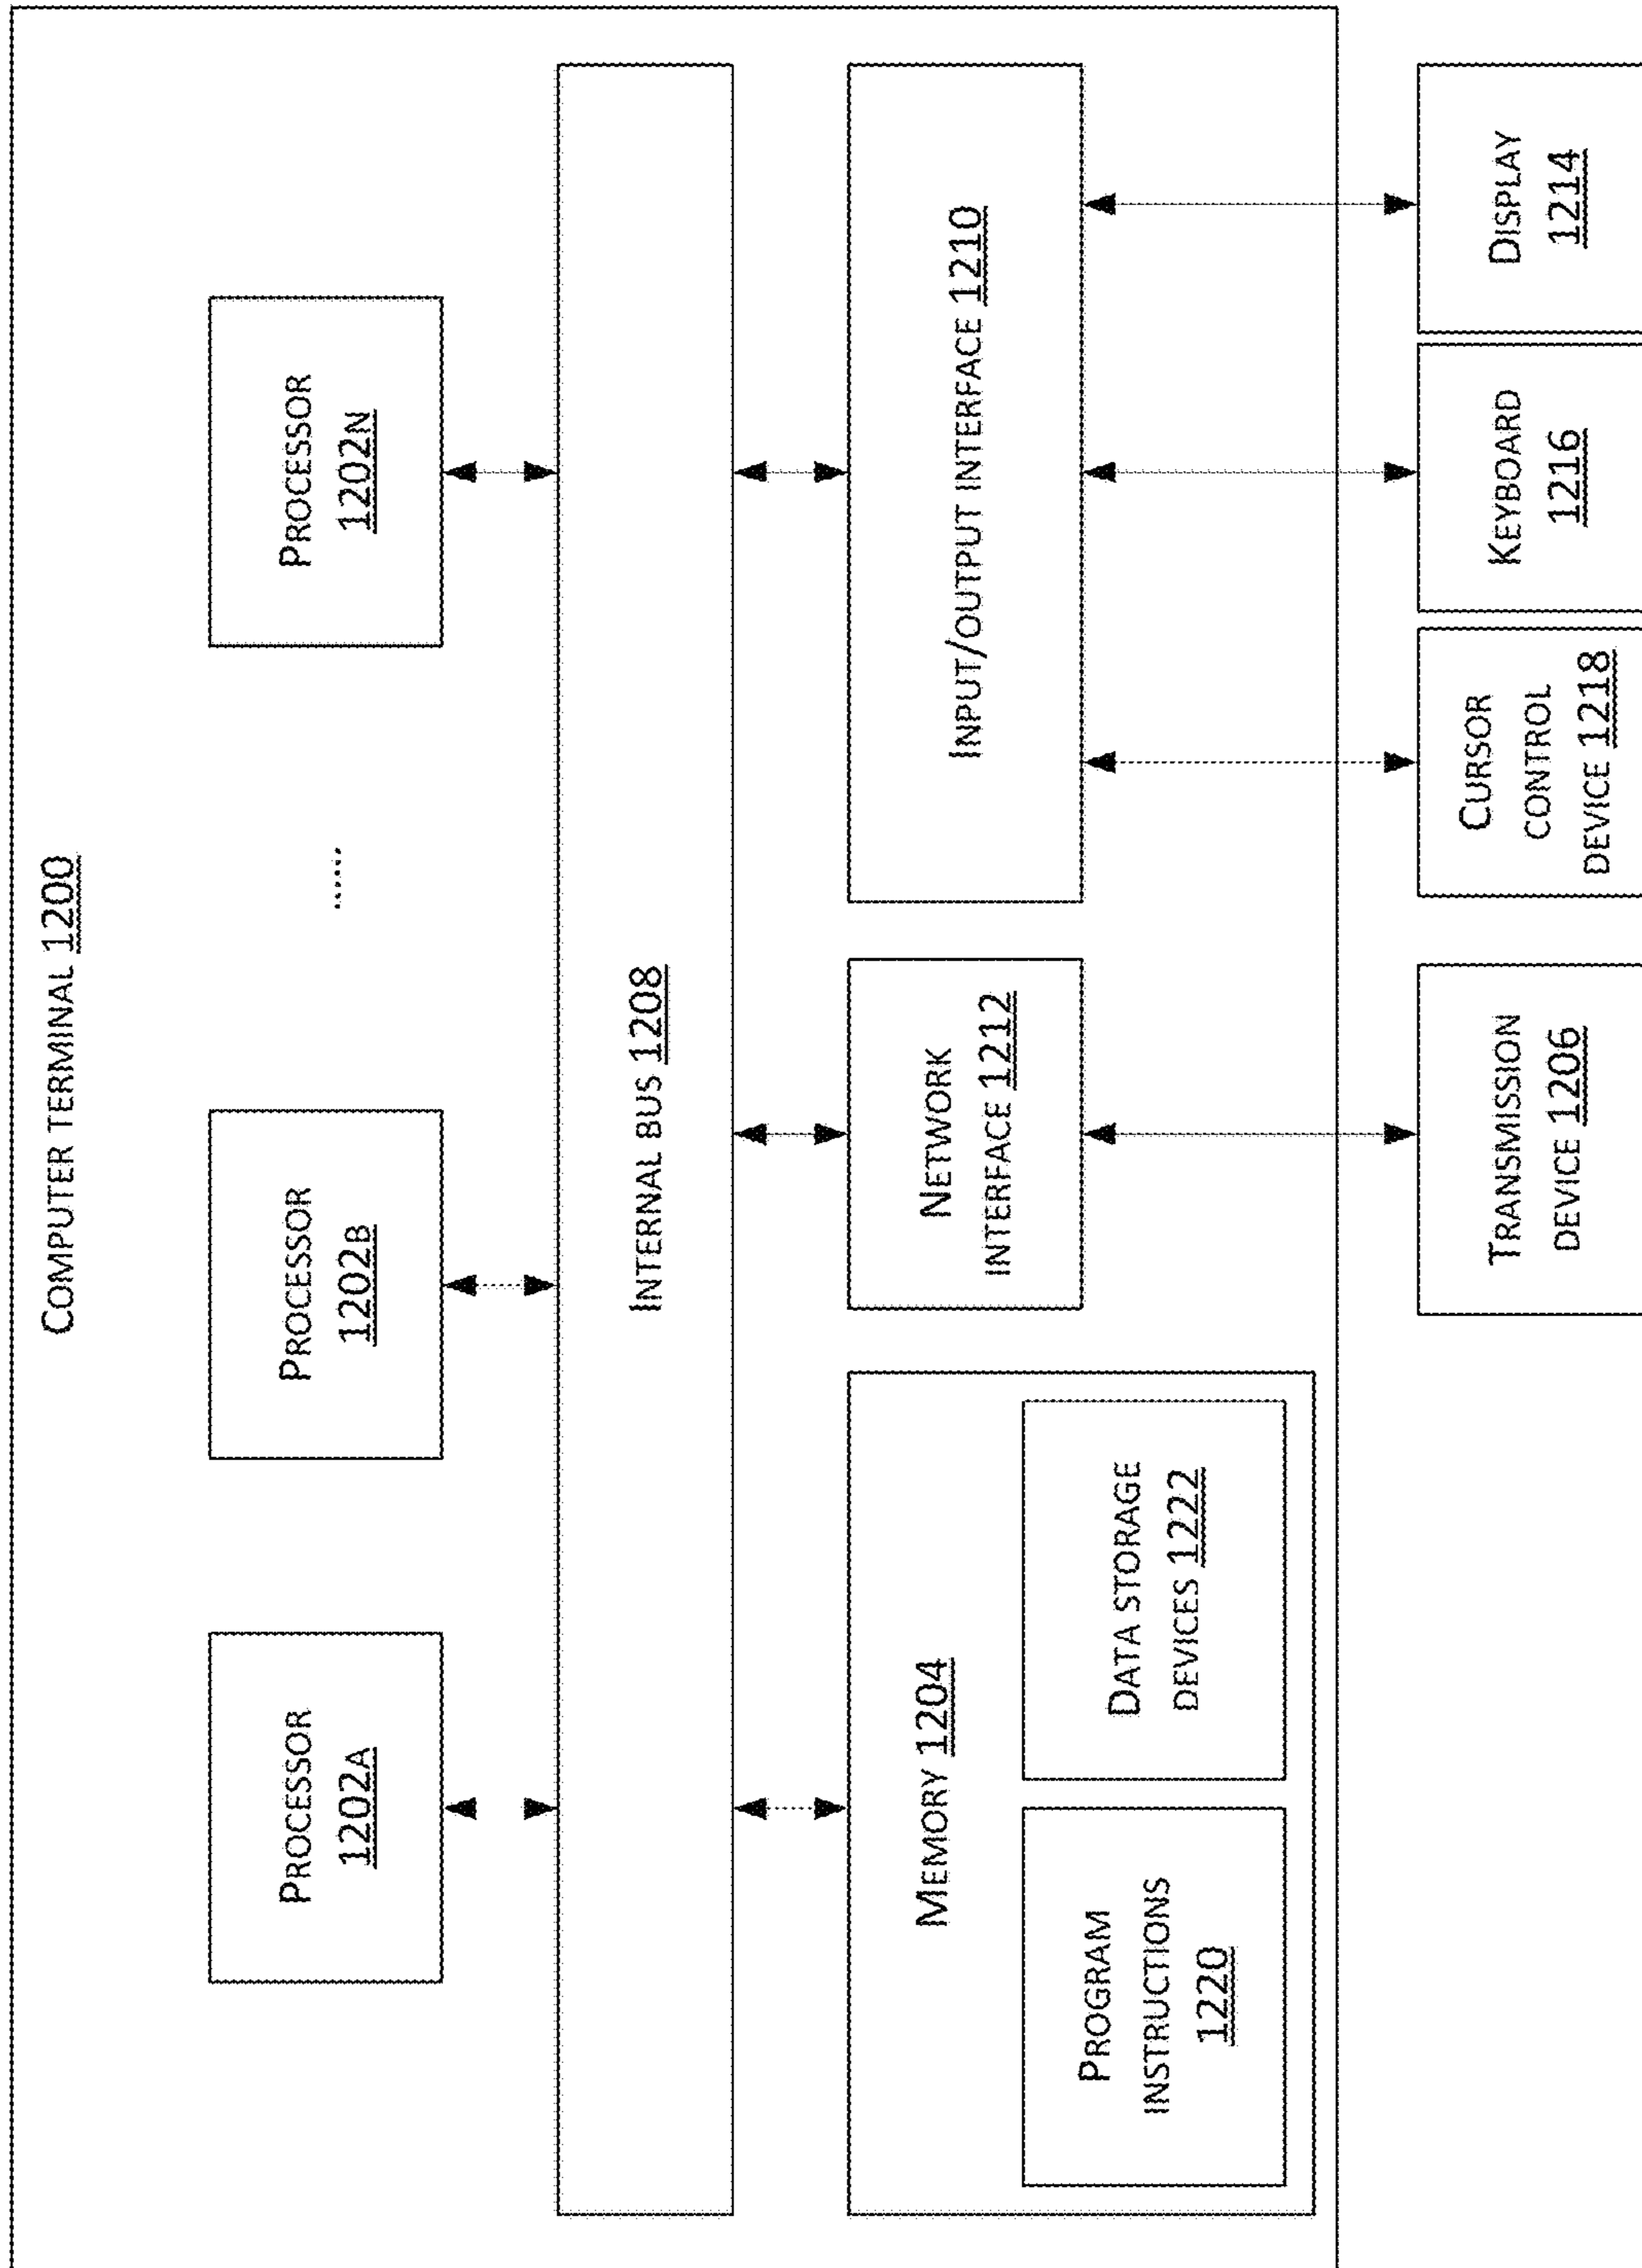 COMPUTER TERMINAL 1200
PROCESSOR
1202A
PROCESSOR
1202B
......
PROCESSOR
1202N
INTERNAL BUS 1208
MEMORY 1204
PROGRAM
INSTRUCTIONS
1220
DATA STORAGE
DEVICES 1222
NETWORK
INTERFACE 1212
INPUT/OUTPUT INTERFACE 1210
TRANSMISSION
DEVICE 1206
CURSOR
CONTROL
DEVICE 1218
KEYBOARD
1216
DISPLAY
1214